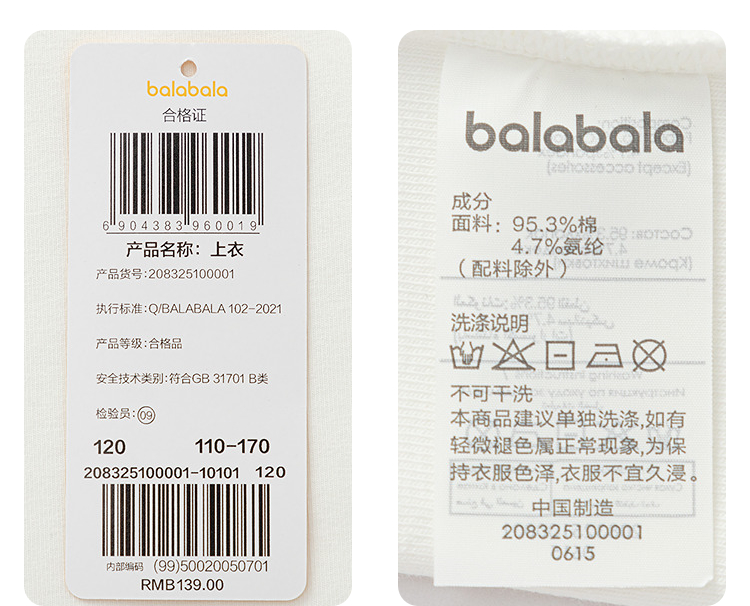 balabala
合格证
6 904383 960019
产品名称：上衣
产品货号:208325100001
执行标准:Q/BALABALA 102-2021
产品等级:合格品
安全技术类别:符合GB 31701 B类
检验员:09
120 110-170
208325100001-10101 120
内部编码 (99)50020050701
RMB139.00
balabala
成分
面料：95.3%棉
4.7%氨纶
（配料除外）
洗涤说明
不可干洗
本商品建议单独洗涤,如有
轻微褪色属正常现象,为保
持衣服色泽,衣服不宜久浸。
中国制造
208325100001
0615